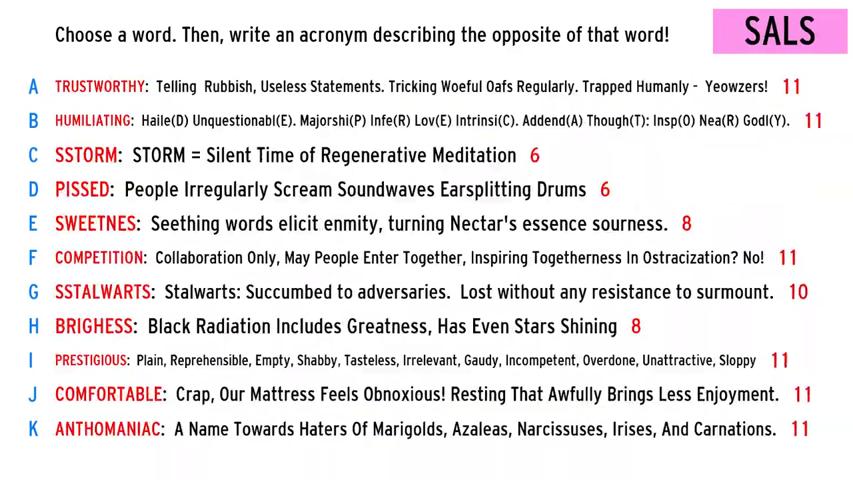 Choose a word. Then, write an acronym describing the opposite of that word!
SALS
A TRUSTWORTHY: Telling Rubbish, Useless Statements. Tricking Woeful Oafs Regularly. Trapped Humanly - Yeowzers! 11
B HUMILIATING: Haile(D) Unquestionabl(E). Majorshi(P) Infe(R) Lov(E) Intrinsi(C). Addend(A) Though(T): Insp(O) Nea(R) Godl(Y). 11
C SSTORM: STORM = Silent Time of Regenerative Meditation 6
D PISSED: People Irregularly Scream Soundwaves Earsplitting Drums 6
E SWEETNES: Seething words elicit enmity, turning Nectar's essence sourness. 8
F COMPETITION: Collaboration Only, May People Enter Together, Inspiring Togetherness In Ostracization? No! 11
G SSTALWARTS: Stalwarts: Succumbed to adversaries. Lost without any resistance to surmount. 10
H BRIGHESS: Black Radiation Includes Greatness, Has Even Stars Shining 8
I PRESTIGIOUS: Plain, Reprehensible, Empty, Shabby, Tasteless, Irrelevant, Gaudy, Incompetent, Overdone, Unattractive, Sloppy 11
J COMFORTABLE: Crap, Our Mattress Feels Obnoxious! Resting That Awfully Brings Less Enjoyment. 11
K ANTHOMANIAC: A Name Towards Haters Of Marigolds, Azaleas, Narcissuses, Irises, And Carnations. 11